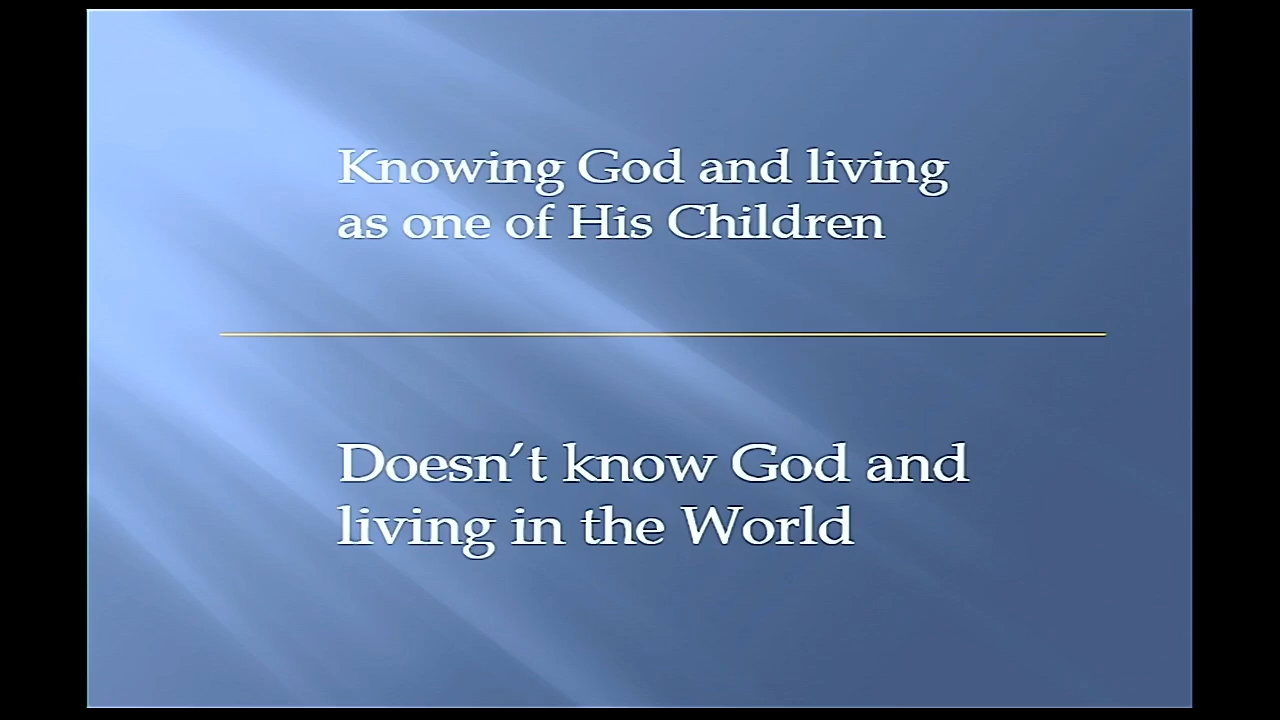 Knowing God and living
as one of His Children
Doesn't know God and
living in the World